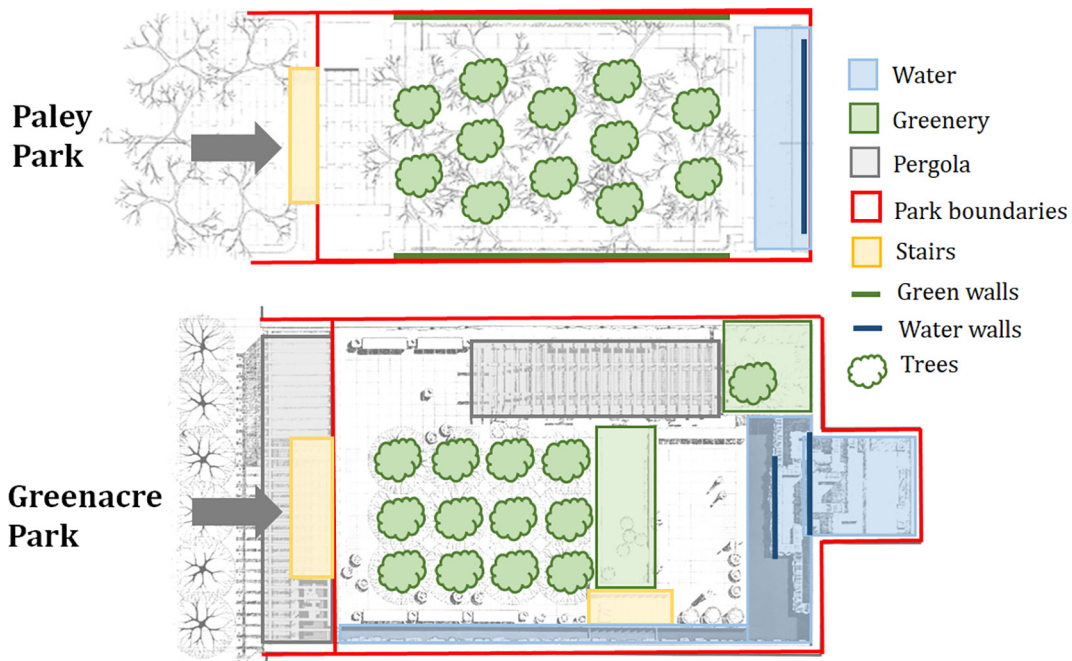 Paley
Park
Water
Greenery
Pergola
Park boundaries
Stairs
Green walls
Water walls
Trees
Greenacre
Park